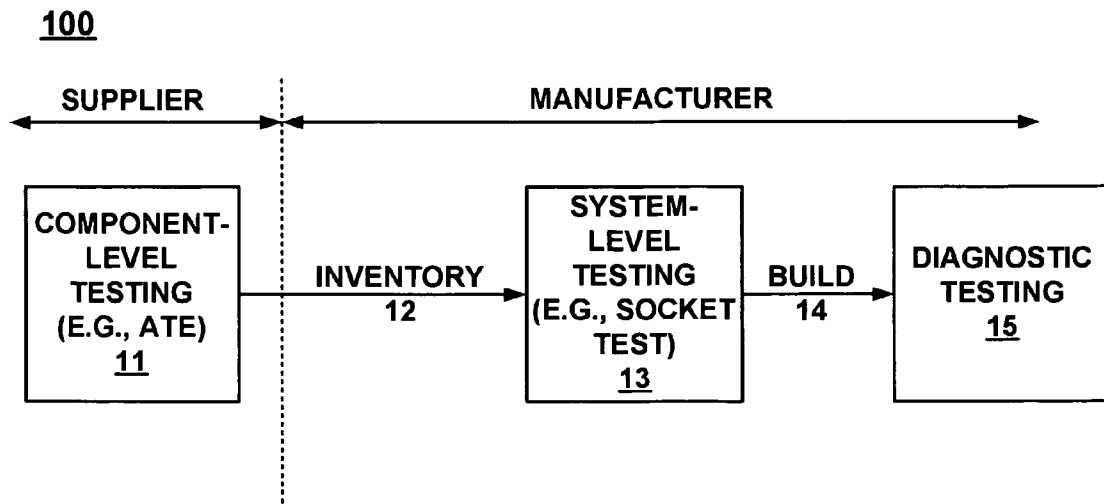 100
SUPPLIER
MANUFACTURER
COMPONENT-
LEVEL
TESTING
(E.G., ATE)
11
INVENTORY
12
SYSTEM-
LEVEL
TESTING
(E.G., SOCKET
TEST)
13
BUILD
14
DIAGNOSTIC
TESTING
15